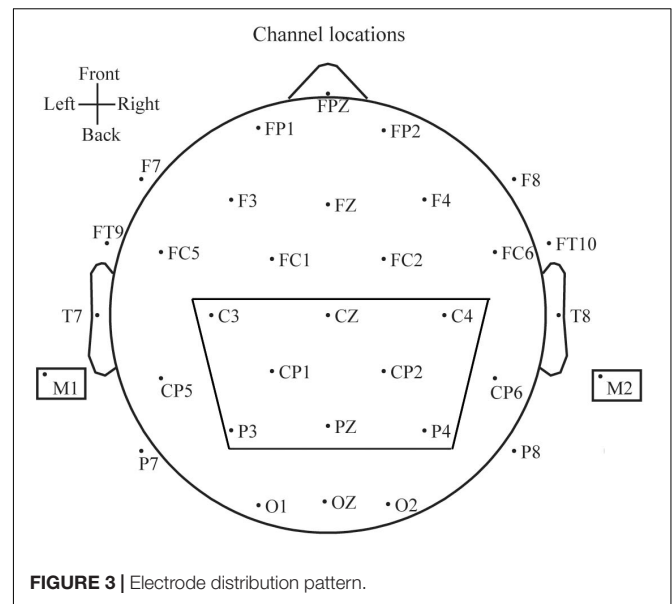 Channel locations
Front
Left Right
Back
FPZ
FP1 FP2
F7 F8
F3 FZ F4
FT9 FT10
FC5 FC1 FC2 FC6
T7 C3 CZ C4 T8
M1 CP5 CP1 CP2 CP6 M2
P3 PZ P4
P7 P8
O1 OZ O2
FIGURE 3 | Electrode distribution pattern.